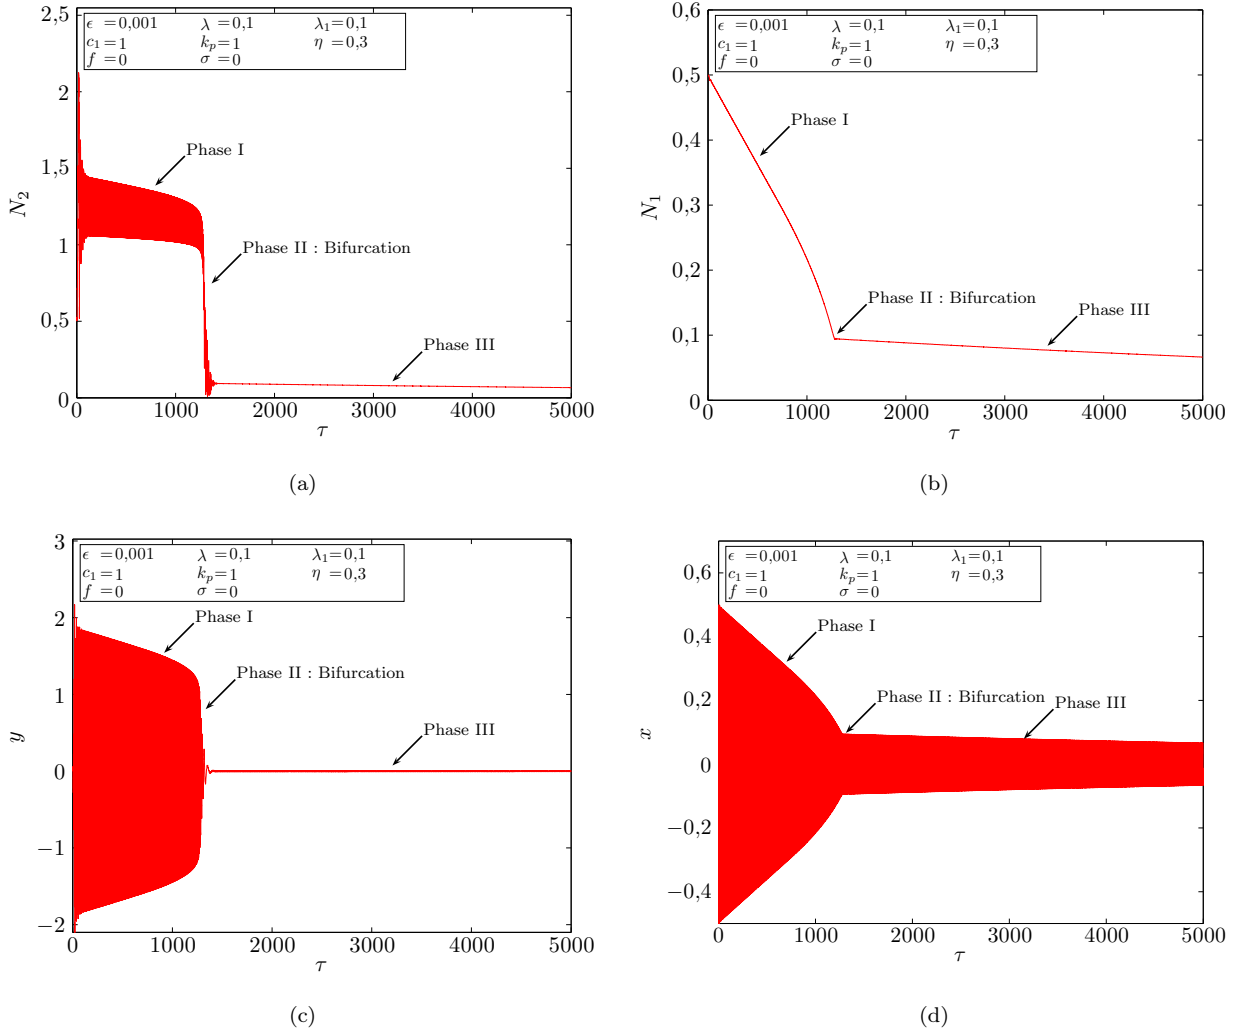 2,5
2
1,5
1
0,5
0
0 1000 2000 3000 4000 5000
N₂
τ
ϵ =0,001 λ =0,1 λ₁=0,1
c₁=1 kₚ=1 η =0,3
f =0 σ =0
Phase I
Phase II : Bifurcation
Phase III
(a)
0,6
0,5
0,4
0,3
0,2
0,1
0
0 1000 2000 3000 4000 5000
N₁
τ
ϵ =0,001 λ =0,1 λ₁=0,1
c₁=1 kₚ=1 η =0,3
f =0 σ =0
Phase I
Phase II : Bifurcation
Phase III
(b)
3
2
1
0
−1
−2
0 1000 2000 3000 4000 5000
y
τ
ϵ =0,001 λ =0,1 λ₁=0,1
c₁=1 kₚ=1 η =0,3
f =0 σ =0
Phase I
Phase II : Bifurcation
Phase III
(c)
0,6
0,4
0,2
0
−0,2
−0,4
0 1000 2000 3000 4000 5000
x
τ
ϵ =0,001 λ =0,1 λ₁=0,1
c₁=1 kₚ=1 η =0,3
f =0 σ =0
Phase I
Phase II : Bifurcation
Phase III
(d)